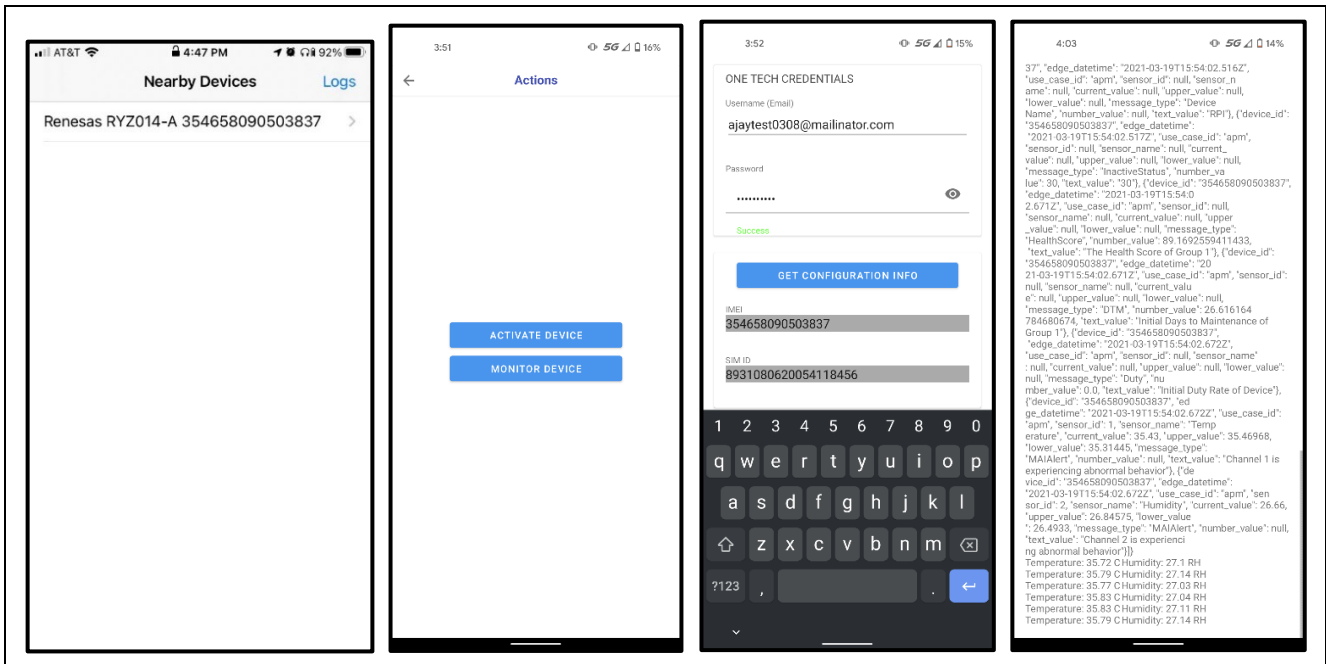 AT&T 4:47 PM 92%
Nearby Devices Logs
Renesas RYZ014-A 354658090503837 >
3:51 5G 16%
Actions
ACTIVATE DEVICE
MONITOR DEVICE
3:52 5G 15%
ONE TECH CREDENTIALS
Username (Email)
ajaytest0308@mailinator.com
Password
••••••••••
Success
GET CONFIGURATION INFO
IMEI
354658090503837
SIM ID
8931080620054118456
1 2 3 4 5 6 7 8 9 0
q w e r t y u i o p
a s d f g h j k l
z x c v b n m
?123 , .
4:03 5G 14%
37", "edge_datetime": "2021-03-19T15:54:02.516Z",
"use_case_id": "apm", "sensor_id": null, "sensor_n
ame": null, "current_value": null, "upper_value": null,
"lower_value": null, "message_type": "Device
Name", "number_value": null, "text_value": "RPI"}, {"device_id":
"354658090503837", "edge_datetime":
"2021-03-19T15:54:02.517Z", "use_case_id": "apm",
"sensor_id": null, "sensor_name": null, "current_
value": null, "upper_value": null, "lower_value": null,
"message_type": "InactiveStatus", "number_va
lue": 30, "text_value": "30"}, {"device_id": "354658090503837",
"edge_datetime": "2021-03-19T15:54:0
2.671Z", "use_case_id": "apm", "sensor_id": null,
"sensor_name": null, "current_value": null, "upper
_value": null, "lower_value": null, "message_type":
"HealthScore", "number_value": 89.1692559411433,
"text_value": "The Health Score of Group 1"}, {"device_id":
"354658090503837", "edge_datetime": "20
21-03-19T15:54:02.671Z", "use_case_id": "apm", "sensor_id":
null, "sensor_name": null, "current_valu
e": null, "upper_value": null, "lower_value": null,
"message_type": "DTM", "number_value": 26.616164
784680674, "text_value": "Initial Days to Maintenance of
Group 1"}, {"device_id": "354658090503837",
"edge_datetime": "2021-03-19T15:54:02.672Z",
"use_case_id": "apm", "sensor_id": null, "sensor_name"
: null, "current_value": null, "upper_value": null, "lower_value":
null, "message_type": "Duty", "nu
mber_value": 0.0, "text_value": "Initial Duty Rate of Device"},
{"device_id": "354658090503837", "ed
ge_datetime": "2021-03-19T15:54:02.672Z", "use_case_id":
"apm", "sensor_id": 1, "sensor_name": "Temp
erature", "current_value": 35.43, "upper_value": 35.46968,
"lower_value": 35.31445, "message_type":
"MAIAlert", "number_value": null, "text_value": "Channel 1 is
experiencing abnormal behavior"}, {"de
vice_id": "354658090503837", "edge_datetime":
"2021-03-19T15:54:02.672Z", "use_case_id": "apm", "sen
sor_id": 2, "sensor_name": "Humidity", "current_value": 26.66,
"upper_value": 26.84575, "lower_value
": 26.4933, "message_type": "MAIAlert", "number_value": null,
"text_value": "Channel 2 is experienci
ng abnormal behavior"}]}
Temperature: 35.72 C Humidity: 27.1 RH
Temperature: 35.79 C Humidity: 27.14 RH
Temperature: 35.77 C Humidity: 27.03 RH
Temperature: 35.83 C Humidity: 27.04 RH
Temperature: 35.83 C Humidity: 27.11 RH
Temperature: 35.79 C Humidity: 27.14 RH